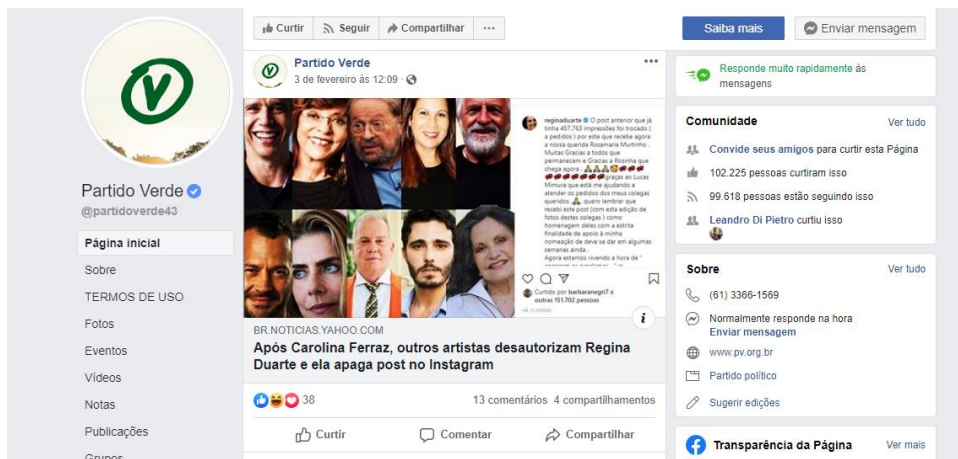 Curtir
Seguir
Compartilhar
Saiba mais
Enviar mensagem
V
Partido Verde
@partidoverde43
Página inicial
Sobre
TERMOS DE USO
Fotos
Eventos
Vídeos
Notas
Publicações
Grupos
Partido Verde
3 de fevereiro às 12:09 ·
reginaduarte O post anterior que já
tinha 457.763 impressões foi trocado (
a pedidos ) por este que recebe agora
a nossa querida Rosamaria Murtinho .
Muitas Gracias a todos que
permanecem e Gracias a Rosinha que
chega agora .
graças ao Lucas
Mimura que está me ajudando a
atender os pedidos dos meus colegas
queridos . quero lembrar que
recebi este post (com esta edição de
fotos destes colegas ) como
homenagem deles com a estrita
finalidade de apoio à minha
nomeação de deve se dar em algumas
semanas ainda .
Agora estamos vivendo a hora de "
Curtido por barbaranegri7 e
outras 151.702 pessoas
HÁ 15 HORAS
BR.NOTICIAS.YAHOO.COM
Após Carolina Ferraz, outros artistas desautorizam Regina
Duarte e ela apaga post no Instagram
38
13 comentários 4 compartilhamentos
Curtir
Comentar
Compartilhar
Responde muito rapidamente às
mensagens
Comunidade
Ver tudo
Convide seus amigos para curtir esta Página
102.225 pessoas curtiram isso
99.618 pessoas estão seguindo isso
Leandro Di Pietro curtiu isso
Sobre
Ver tudo
(61) 3366-1569
Normalmente responde na hora
Enviar mensagem
www.pv.org.br
Partido político
Sugerir edições
Transparência da Página
Ver mais